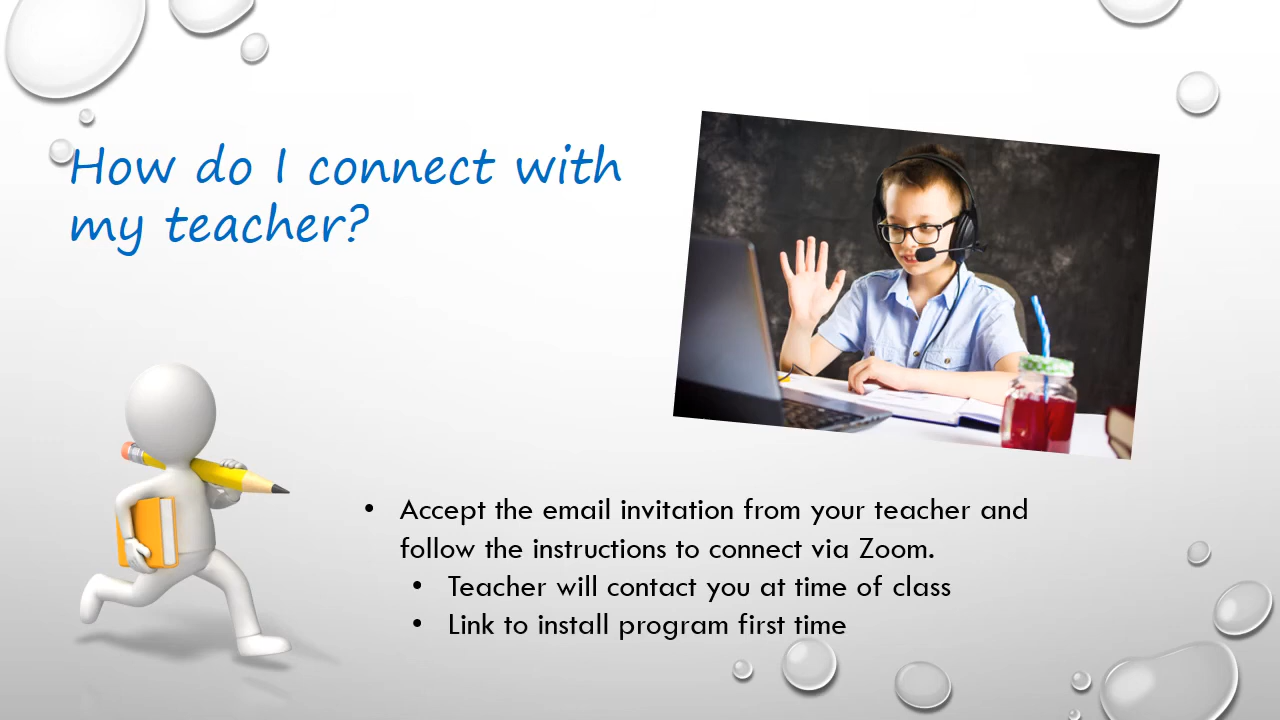 How do I connect with
my teacher?
• Accept the email invitation from your teacher and
follow the instructions to connect via Zoom.
• Teacher will contact you at time of class
• Link to install program first time